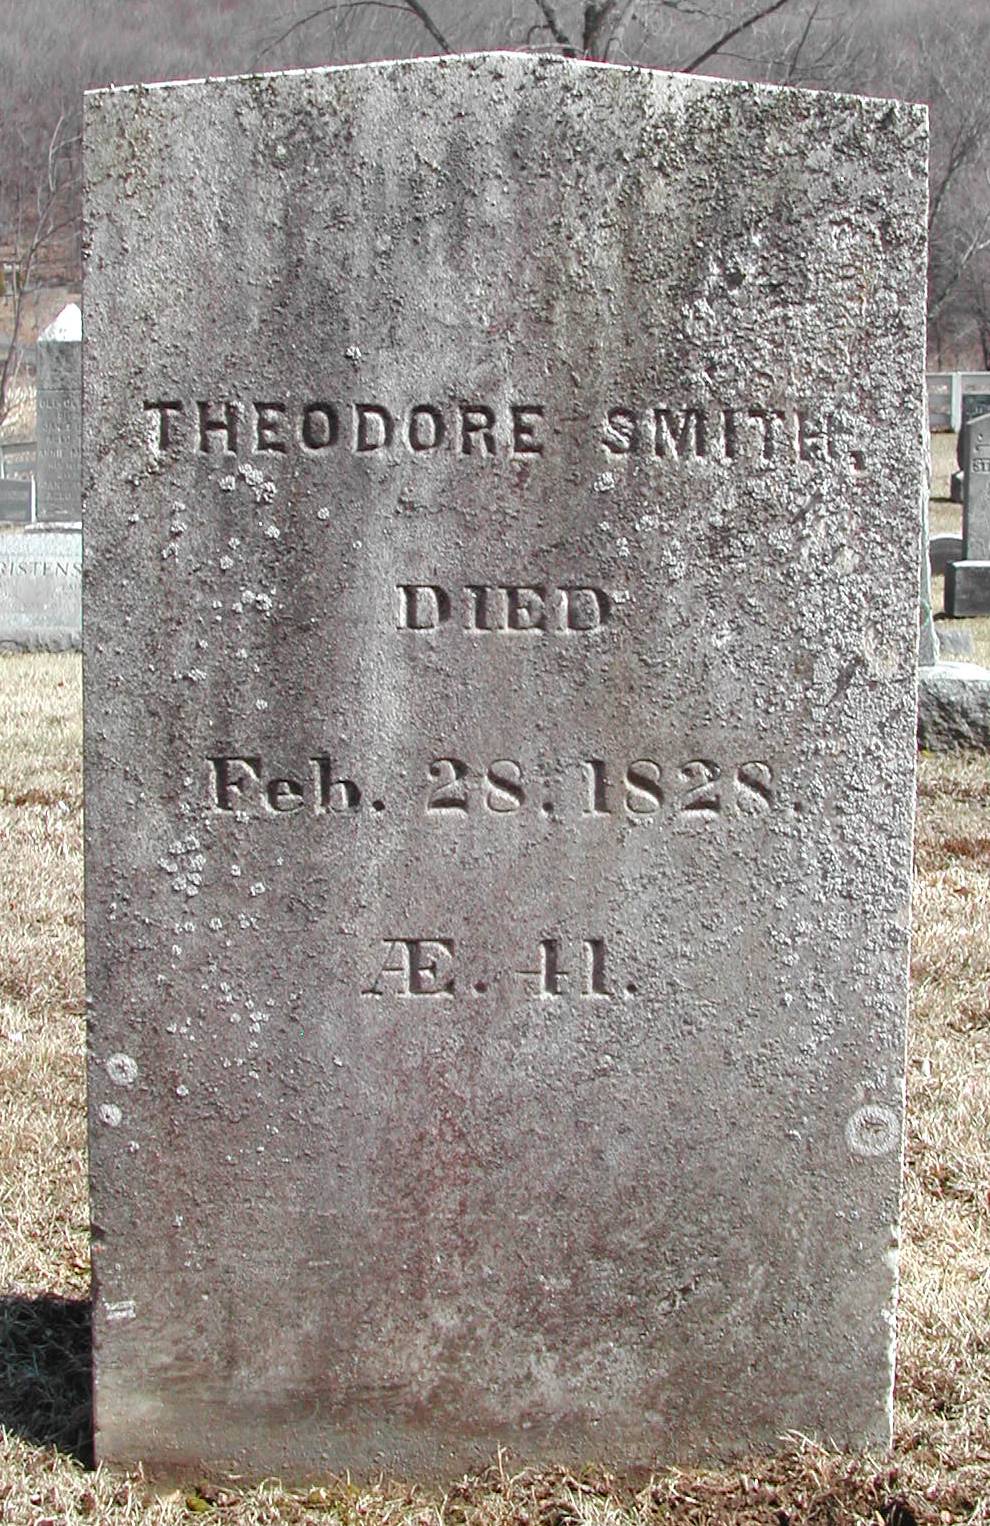 THEODORE SMITH,
DIED
Feb. 28. 1828.
Æ. 41.